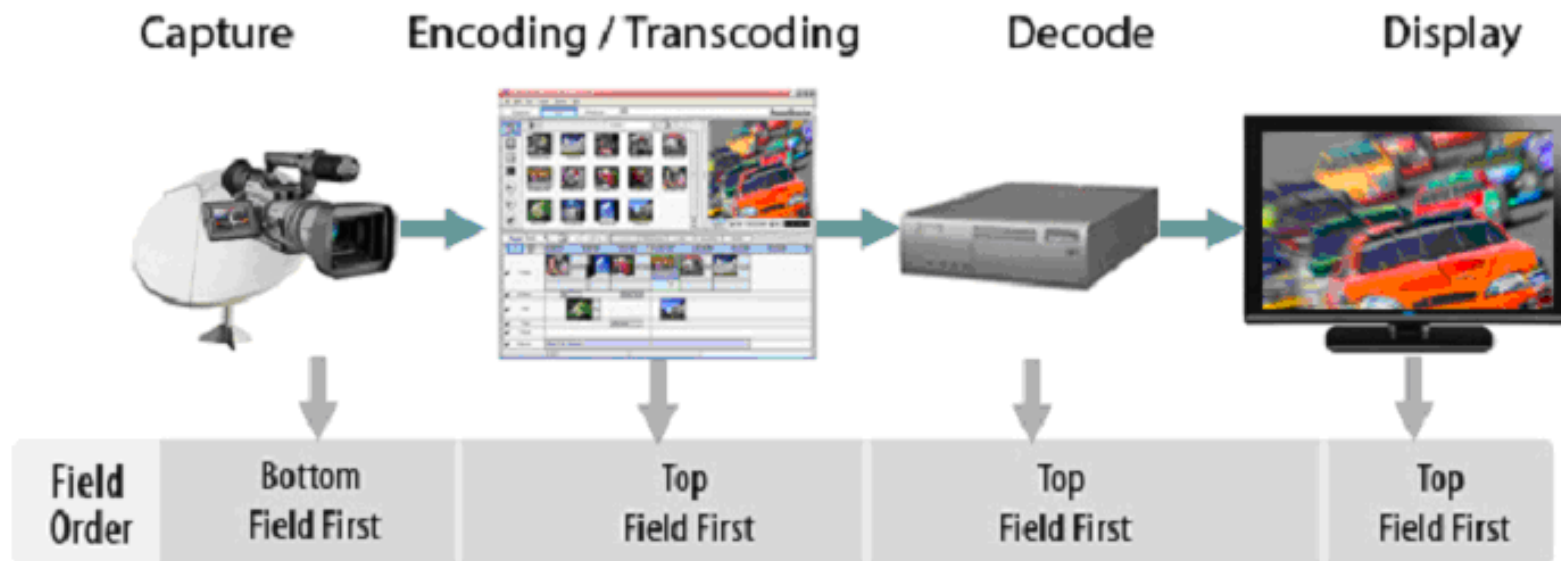 Capture
Encoding / Transcoding
Decode
Display
Field
Order
Bottom
Field First
Top
Field First
Top
Field First
Top
Field First